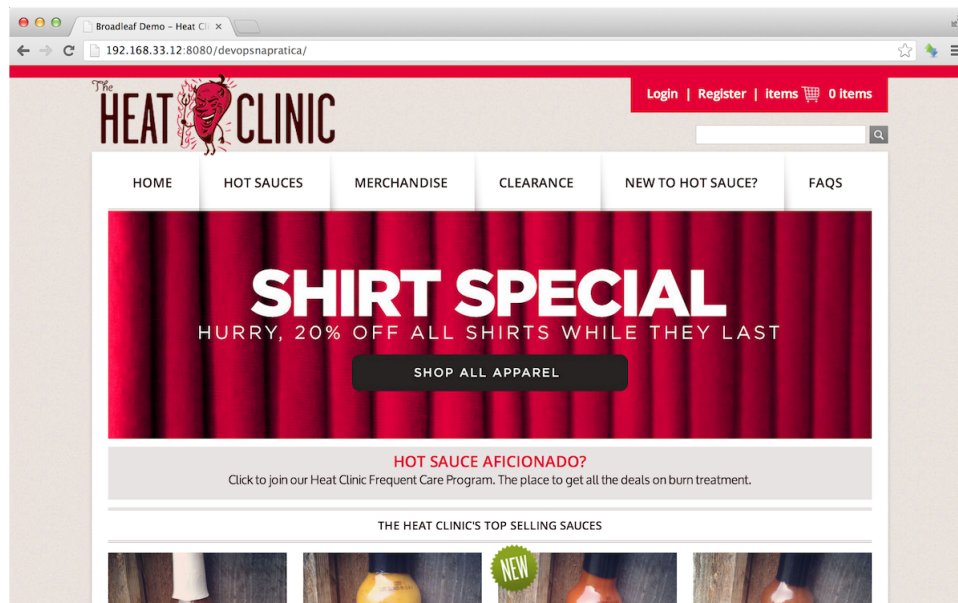 Broadleaf Demo – Heat Cli
192.168.33.12:8080/devopsnapratica/
The
HEAT CLINIC
Login | Register | items 0 items
HOME HOT SAUCES MERCHANDISE CLEARANCE NEW TO HOT SAUCE? FAQS
SHIRT SPECIAL
HURRY, 20% OFF ALL SHIRTS WHILE THEY LAST
SHOP ALL APPAREL
HOT SAUCE AFICIONADO?
Click to join our Heat Clinic Frequent Care Program. The place to get all the deals on burn treatment.
THE HEAT CLINIC'S TOP SELLING SAUCES
NEW